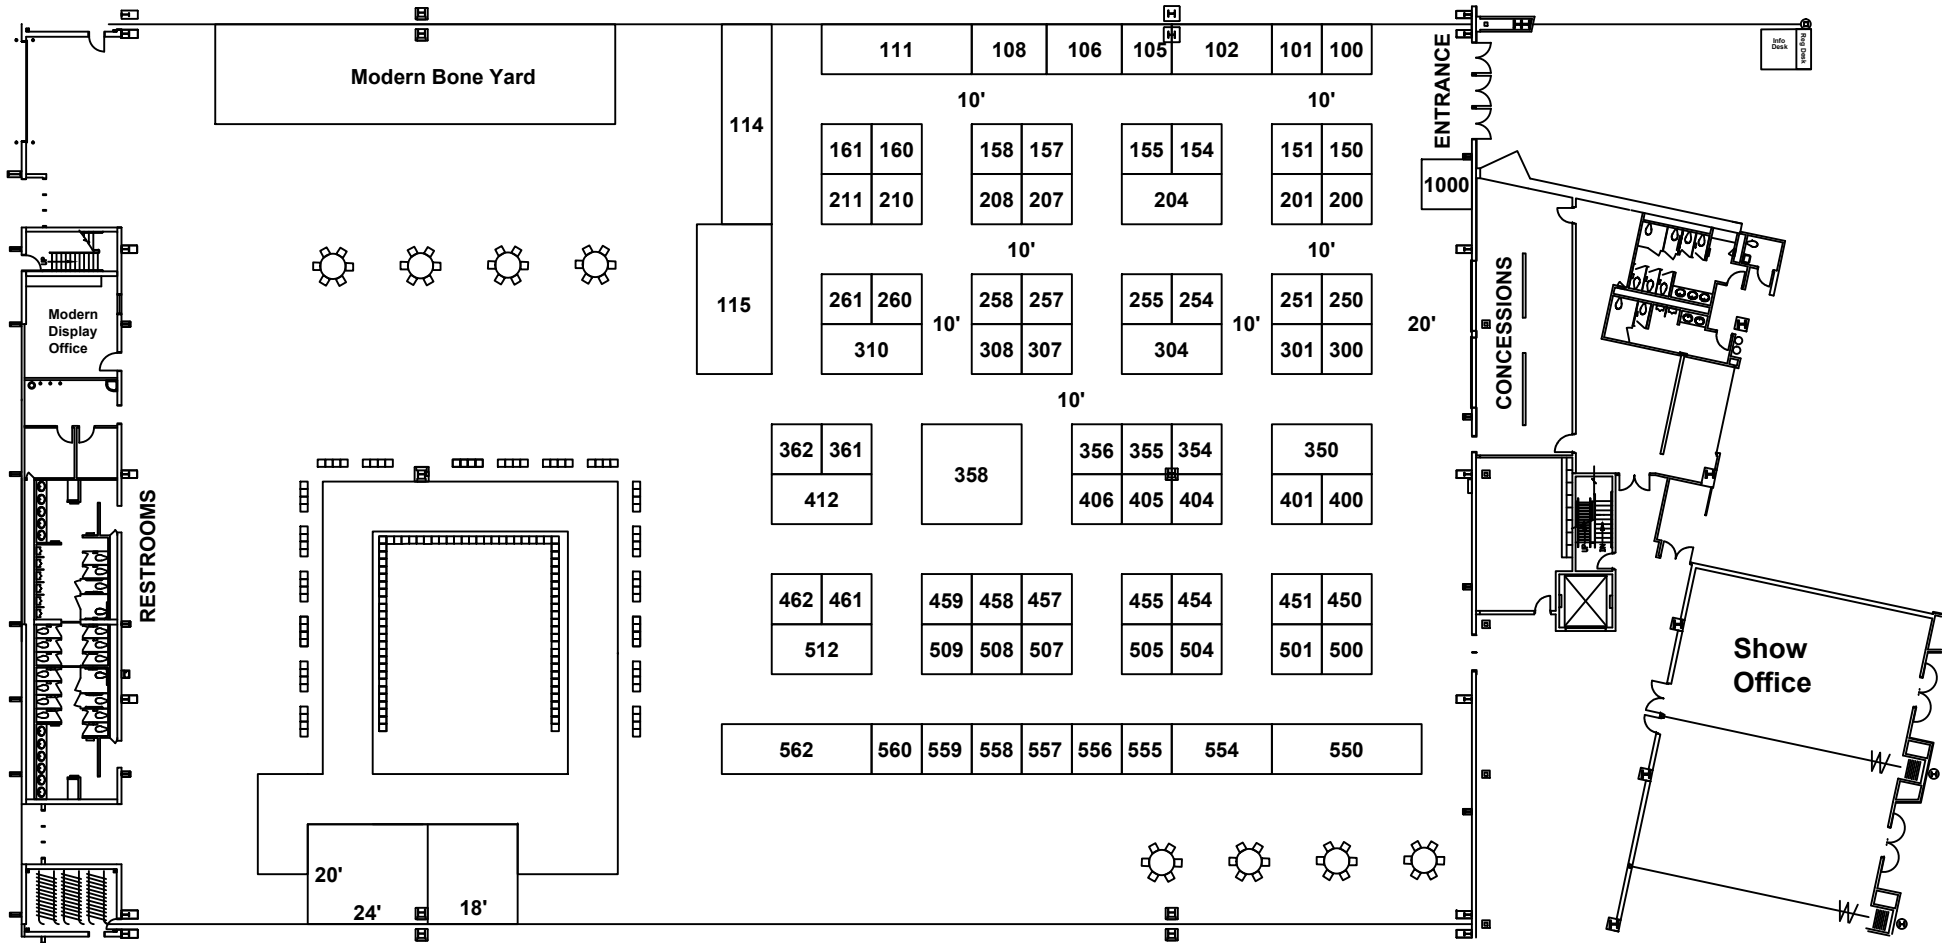 111 108 106 105 102 101 100
Info
Desk
Reg Desk
Modern Bone Yard
ENTRANCE
10' 10'
114
161 160 158 157 155 154 151 150
1000
211 210 208 207 204 201 200
10' 10'
115
261 260 258 257 255 254 251 250
Modern
Display
Office
10' 10' 20'
CONCESSIONS
310 308 307 304 301 300
10'
362 361 358 356 355 354 350
412 406 405 404 401 400
RESTROOMS
462 461 459 458 457 455 454 451 450
512 509 508 507 505 504 501 500
Show
Office
562 560 559 558 557 556 555 554 550
20'
24' 18'